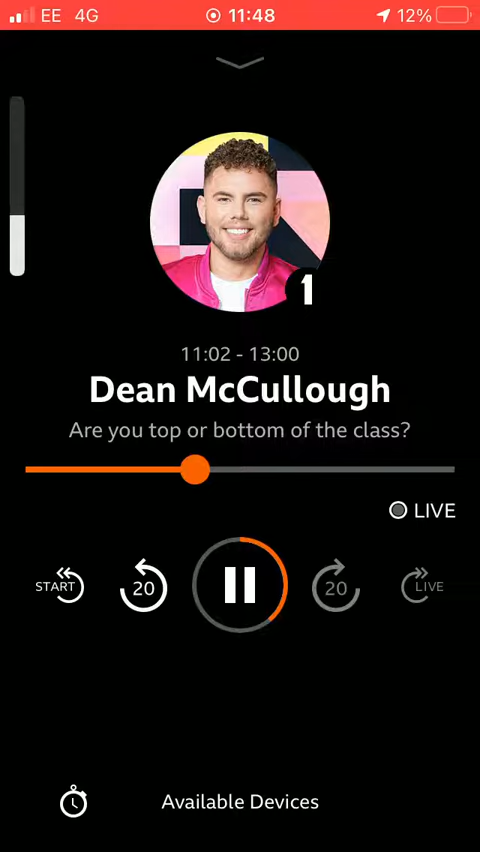 EE 4G 11:48 12%
1
11:02 - 13:00
Dean McCullough
Are you top or bottom of the class?
LIVE
START 20 20 LIVE
Available Devices